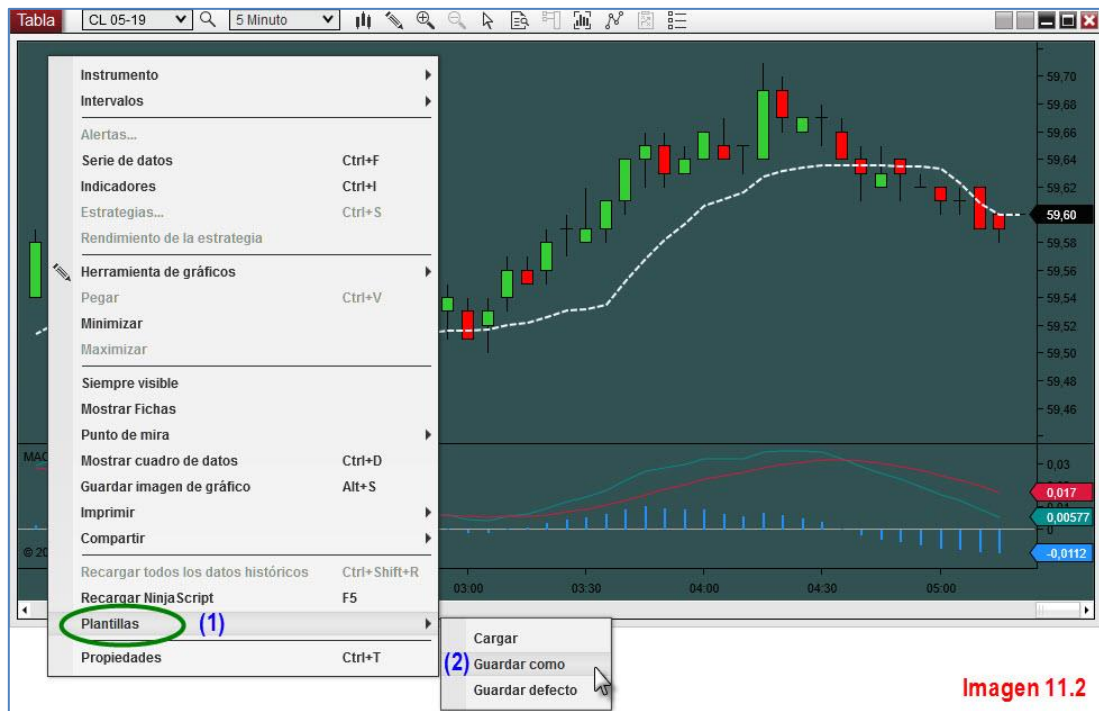 Tabla CL 05-19 5 Minuto
Instrumento
Intervalos
Alertas...
Serie de datos Ctrl+F
Indicadores Ctrl+I
Estrategias... Ctrl+S
Rendimiento de la estrategia
Herramienta de gráficos
Pegar Ctrl+V
Minimizar
Maximizar
Siempre visible
Mostrar Fichas
Punto de mira
Mostrar cuadro de datos Ctrl+D
Guardar imagen de gráfico Alt+S
Imprimir
Compartir
Recargar todos los datos históricos Ctrl+Shift+R
Recargar NinjaScript F5
Plantillas (1)
Propiedades Ctrl+T
Cargar
(2) Guardar como
Guardar defecto
59,70
59,68
59,66
59,64
59,62
59,60
59,58
59,56
59,54
59,52
59,50
59,48
59,46
0,03
0,017
0,00577
0
-0,0112
03:00 03:30 04:00 04:30 05:00
Imagen 11.2